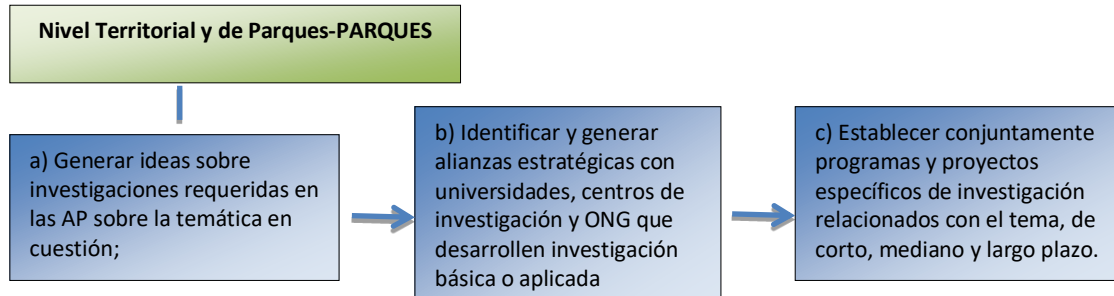 Nivel Territorial y de Parques-PARQUES
a) Generar ideas sobre
investigaciones requeridas en
las AP sobre la temática en
cuestión;
b) Identificar y generar
alianzas estratégicas con
universidades, centros de
investigación y ONG que
desarrollen investigación
básica o aplicada
c) Establecer conjuntamente
programas y proyectos
específicos de investigación
relacionados con el tema, de
corto, mediano y largo plazo.